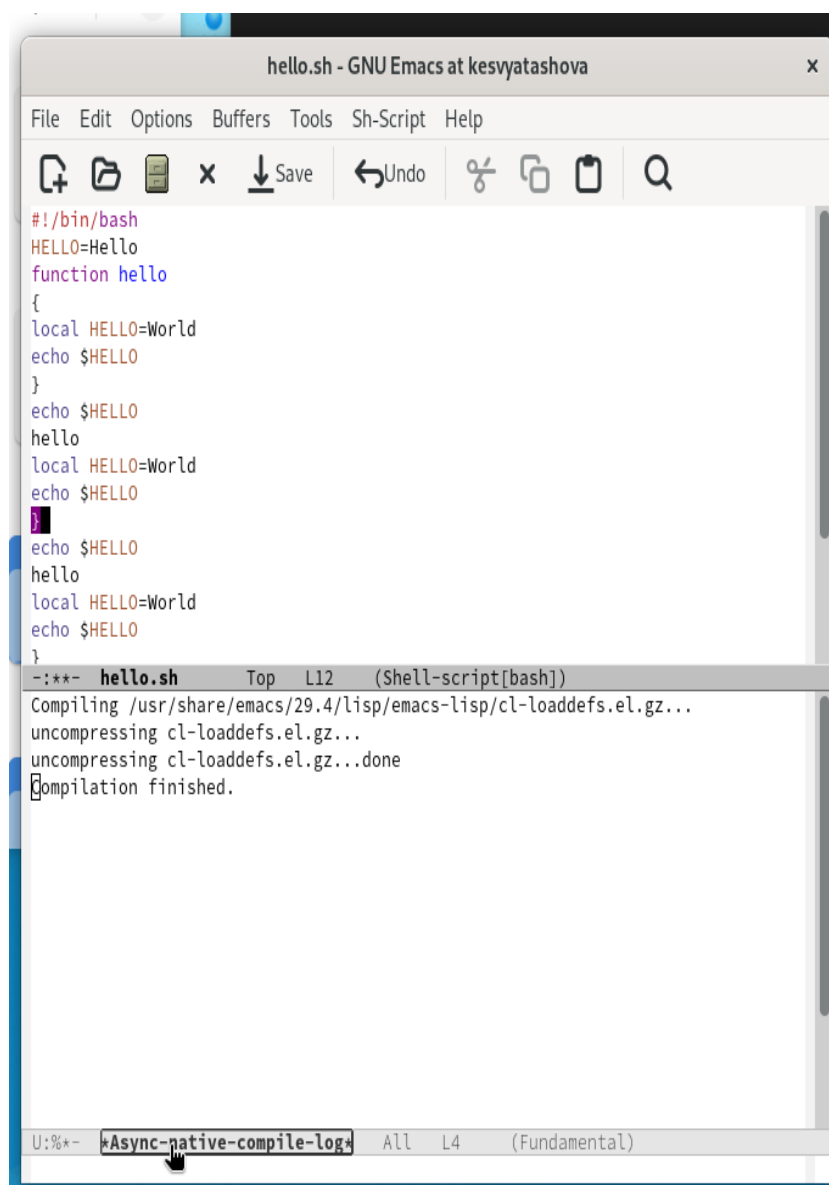 hello.sh - GNU Emacs at kesvyatashova x
File Edit Options Buffers Tools Sh-Script Help
Save Undo
#!/bin/bash
HELLO=Hello
function hello
{
local HELLO=World
echo $HELLO
}
echo $HELLO
hello
local HELLO=World
echo $HELLO
}
echo $HELLO
hello
local HELLO=World
echo $HELLO
}
-:**- hello.sh Top L12 (Shell-script[bash])
Compiling /usr/share/emacs/29.4/lisp/emacs-lisp/cl-loaddefs.el.gz...
uncompressing cl-loaddefs.el.gz...
uncompressing cl-loaddefs.el.gz...done
Compilation finished.
U:%*- *Async-native-compile-log* All L4 (Fundamental)